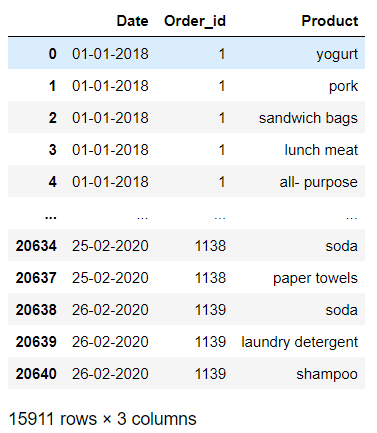 Date Order_id Product
0 01-01-2018 1 yogurt
1 01-01-2018 1 pork
2 01-01-2018 1 sandwich bags
3 01-01-2018 1 lunch meat
4 01-01-2018 1 all- purpose
... ... ... ...
20634 25-02-2020 1138 soda
20637 25-02-2020 1138 paper towels
20638 26-02-2020 1139 soda
20639 26-02-2020 1139 laundry detergent
20640 26-02-2020 1139 shampoo
15911 rows × 3 columns